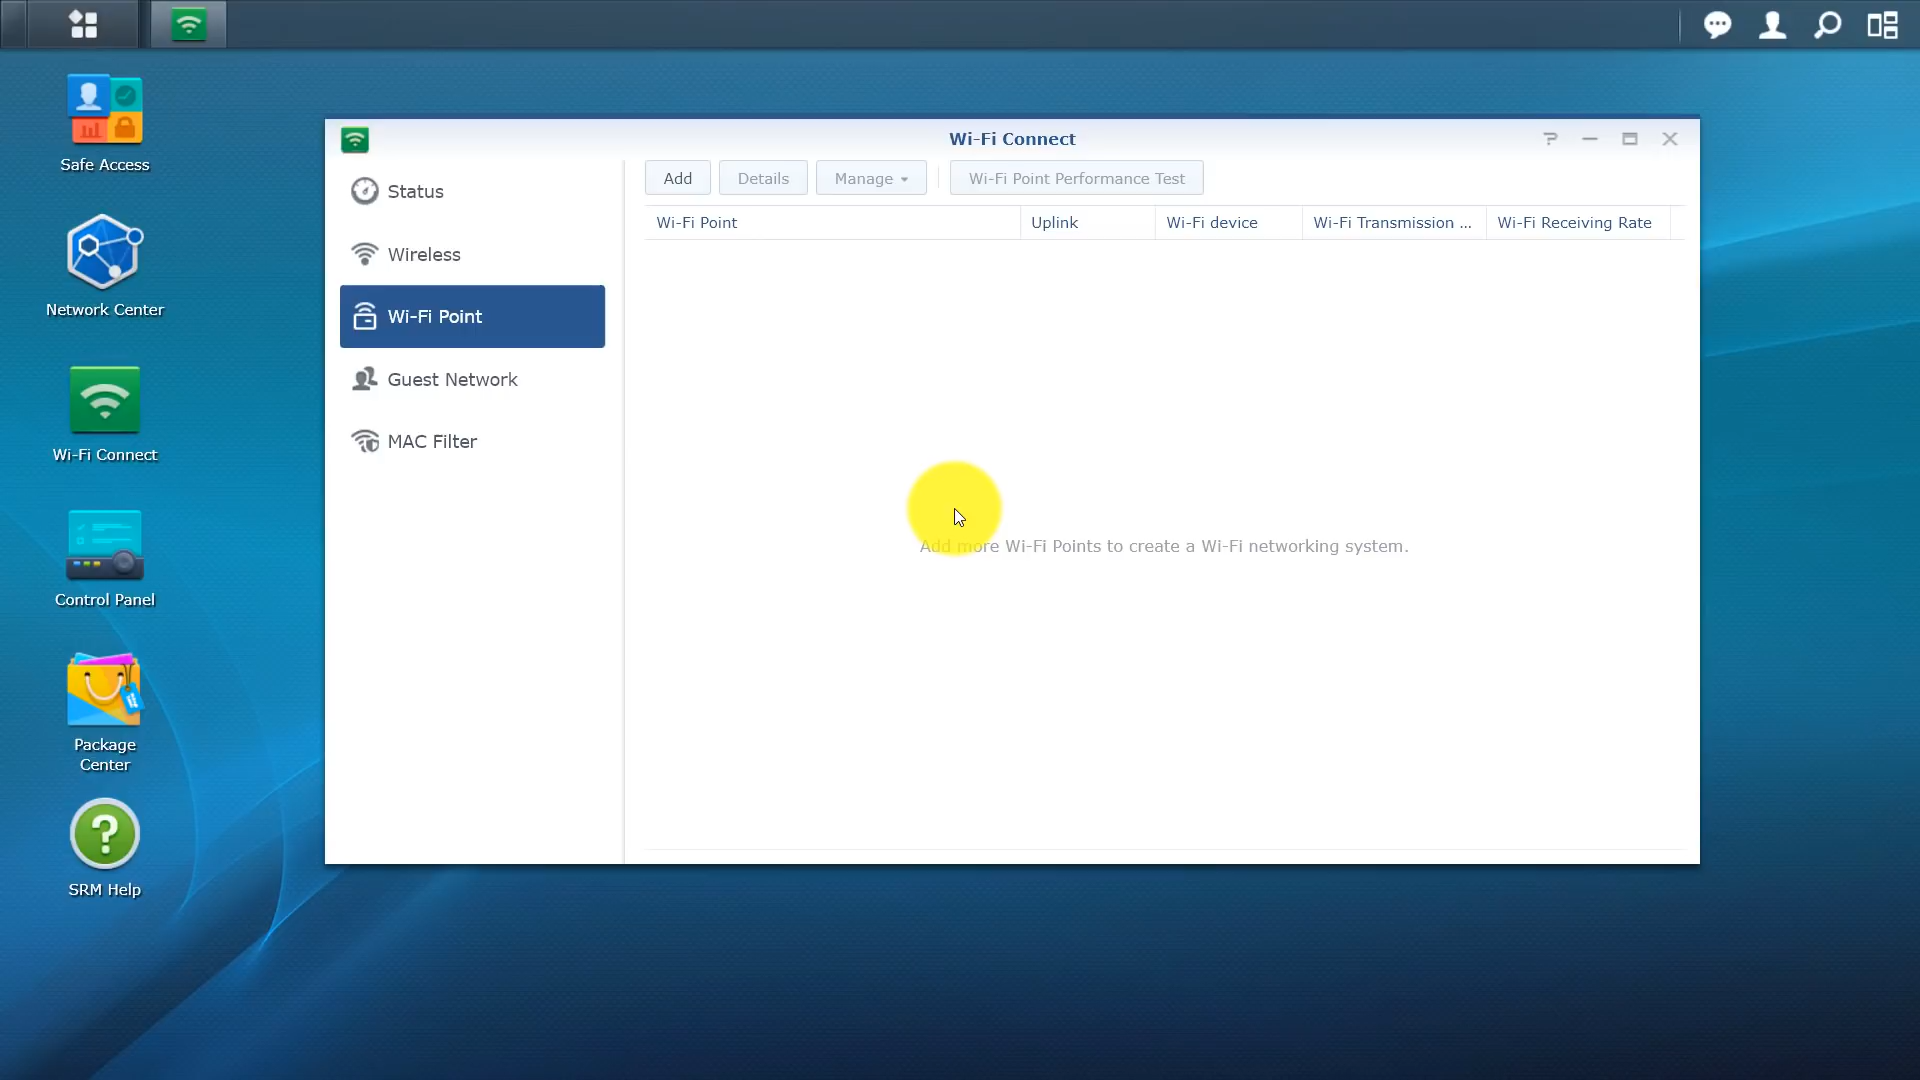 Safe Access
Network Center
Wi-Fi Connect
Control Panel
Package
Center
SRM Help
Wi-Fi Connect
Status
Wireless
Wi-Fi Point
Guest Network
MAC Filter
Add
Details
Manage
Wi-Fi Point Performance Test
Wi-Fi Point
Uplink
Wi-Fi device
Wi-Fi Transmission ...
Wi-Fi Receiving Rate
Add more Wi-Fi Points to create a Wi-Fi networking system.